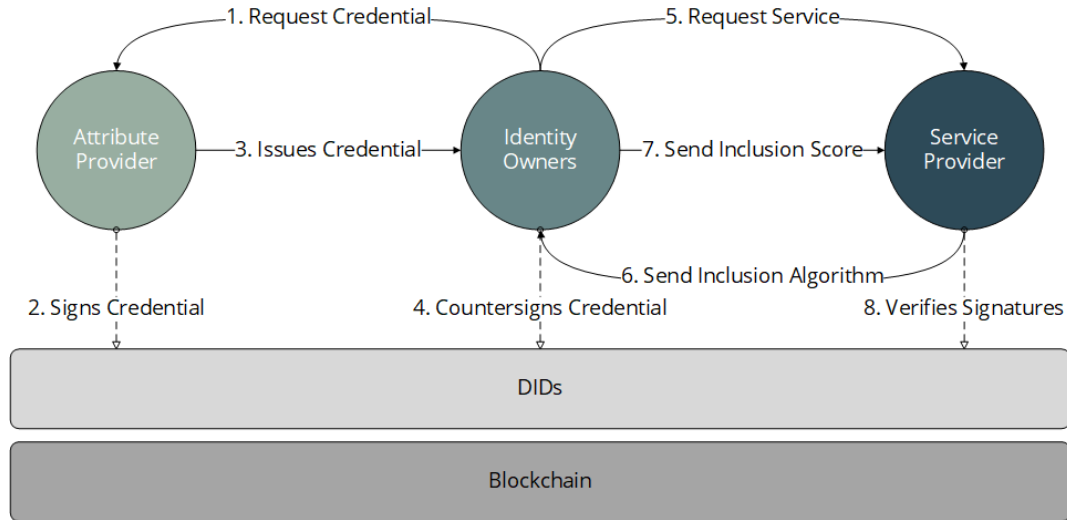 1. Request Credential
5. Request Service
Attribute
Provider
3. Issues Credential
Identity
Owners
7. Send Inclusion Score
Service
Provider
6. Send Inclusion Algorithm
2. Signs Credential
4. Countersigns Credential
8. Verifies Signatures
DIDs
Blockchain